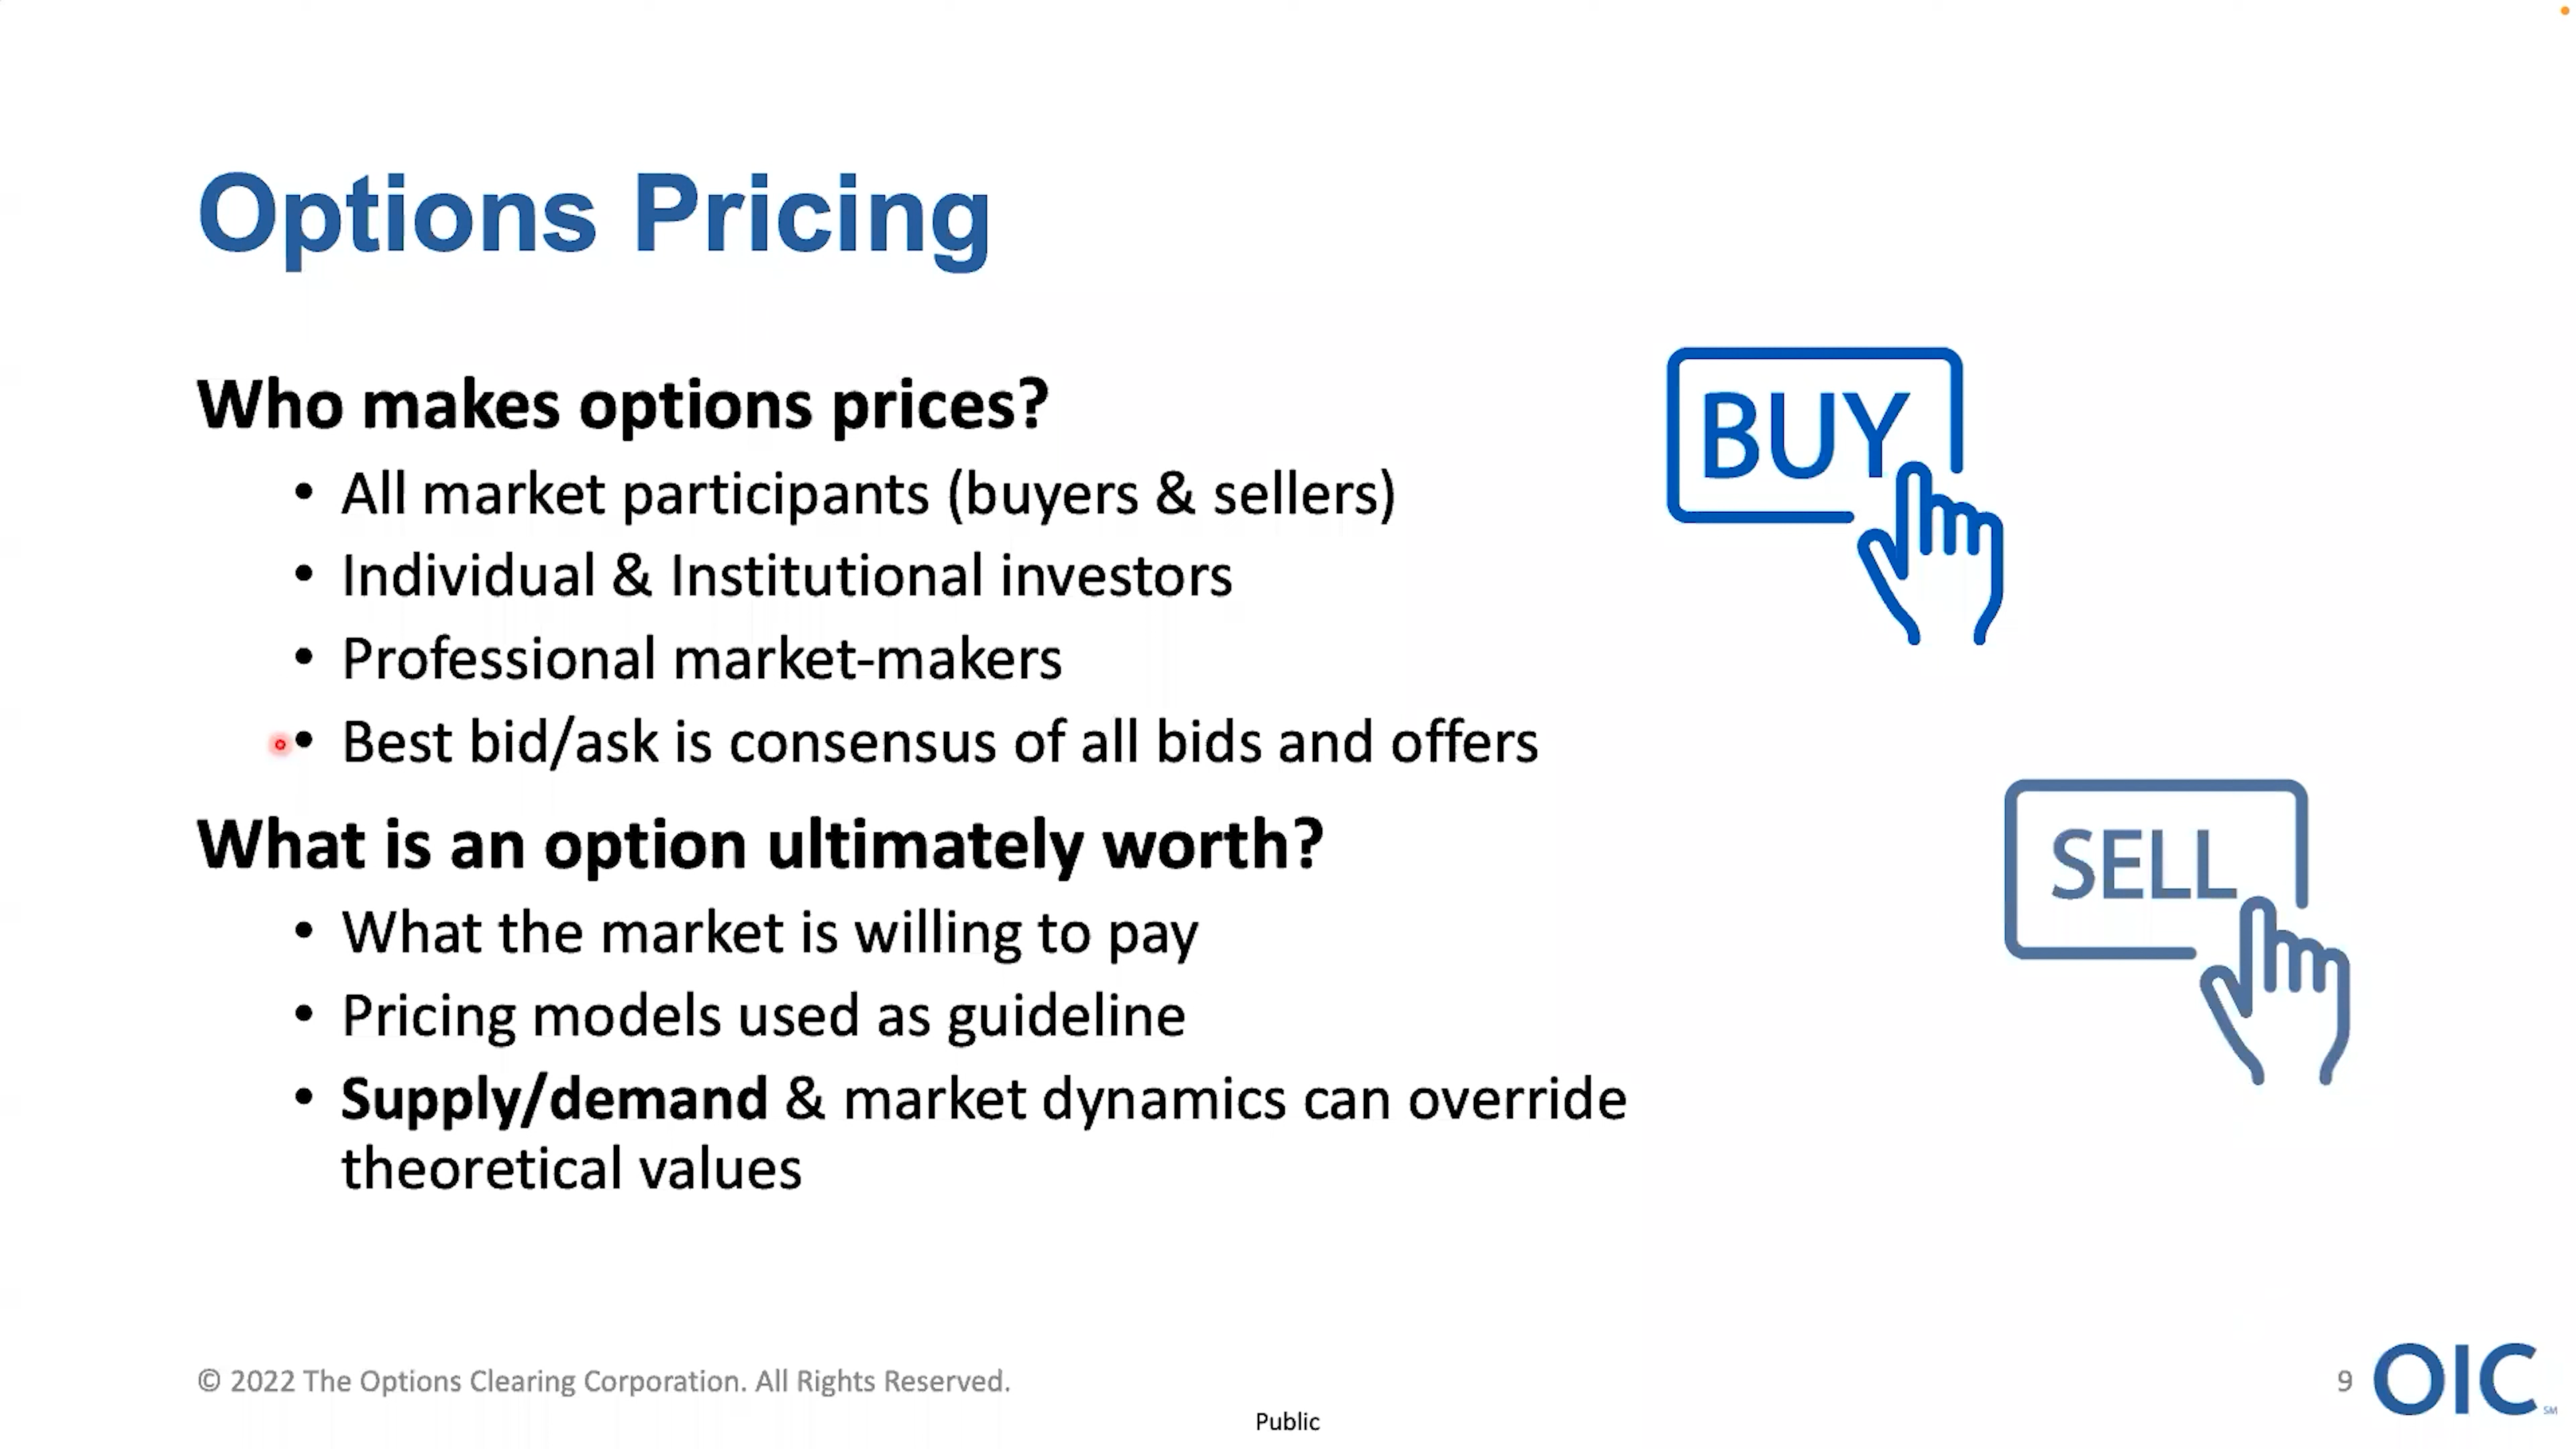 Options Pricing
Who makes options prices?
• All market participants (buyers & sellers)
• Individual & Institutional investors
• Professional market-makers
• Best bid/ask is consensus of all bids and offers
What is an option ultimately worth?
• What the market is willing to pay
• Pricing models used as guideline
• Supply/demand & market dynamics can override
theoretical values
BUY
SELL
© 2022 The Options Clearing Corporation. All Rights Reserved.
9
OIC SM
Public